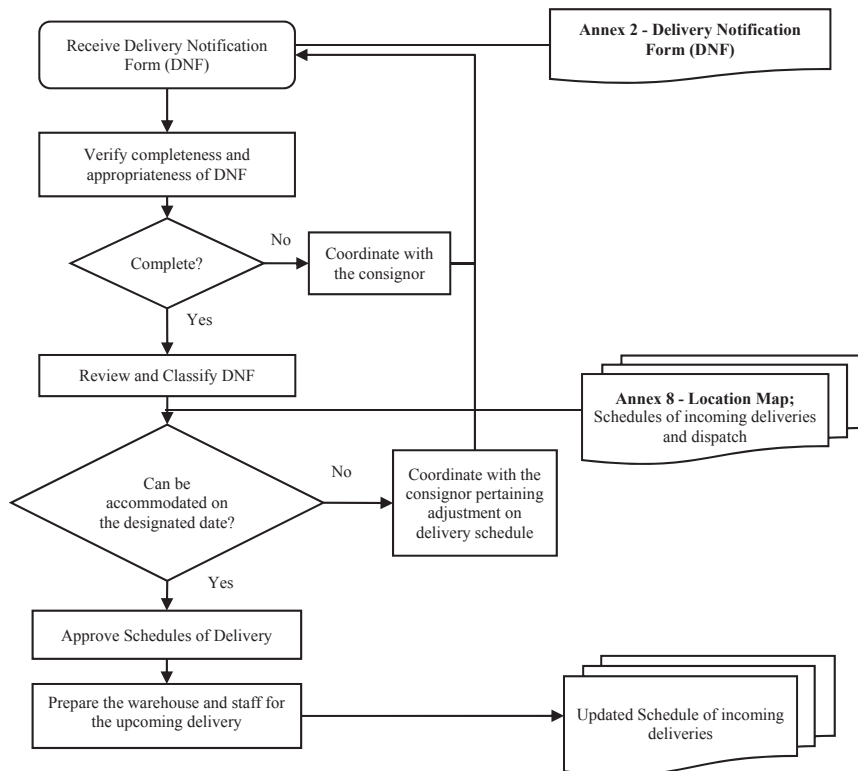 Receive Delivery Notification
Form (DNF)
Annex 2 - Delivery Notification
Form (DNF)
Verify completeness and
appropriateness of DNF
Complete?
No
Coordinate with
the consignor
Yes
Review and Classify DNF
Annex 8 - Location Map;
Schedules of incoming deliveries
and dispatch
Can be
accommodated on
the designated date?
No
Coordinate with the
consignor pertaining
adjustment on
delivery schedule
Yes
Approve Schedules of Delivery
Prepare the warehouse and staff for
the upcoming delivery
Updated Schedule of incoming
deliveries